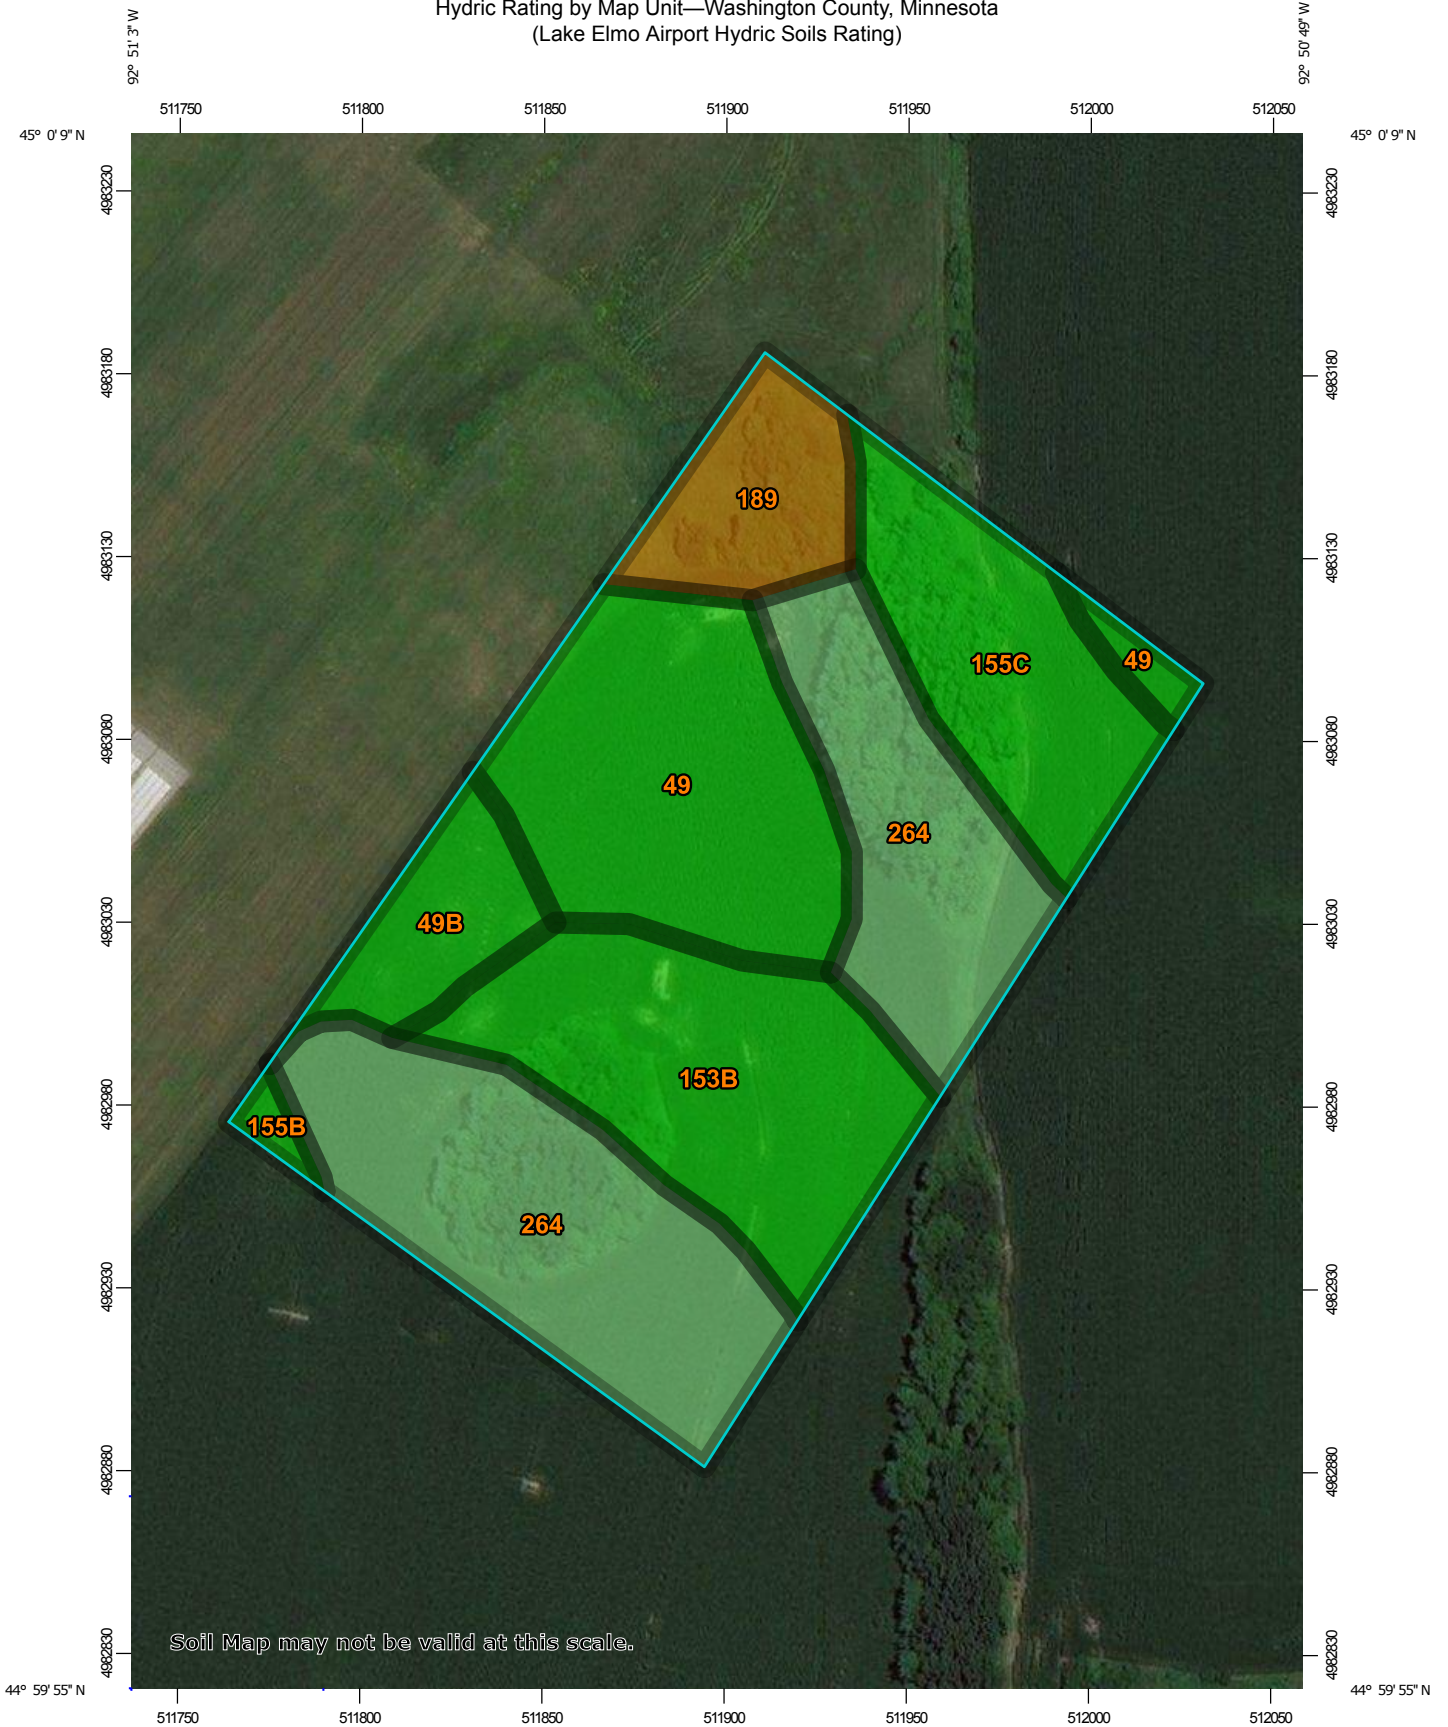 Hydric Rating by Map Unit—Washington County, Minnesota
(Lake Elmo Airport Hydric Soils Rating)
92° 51' 3'' W
92° 50' 49'' W
511750 511800 511850 511900 511950 512000 512050
45° 0' 9'' N
45° 0' 9'' N
4983230
4983180
4983130
4983080
4983030
4982980
4982930
4982880
4982830
4983230
4983180
4983130
4983080
4983030
4982980
4982930
4982880
4982830
189
155C
49
49
264
49B
153B
155B
264
Soil Map may not be valid at this scale.
44° 59' 55'' N
44° 59' 55'' N
511750 511800 511850 511900 511950 512000 512050